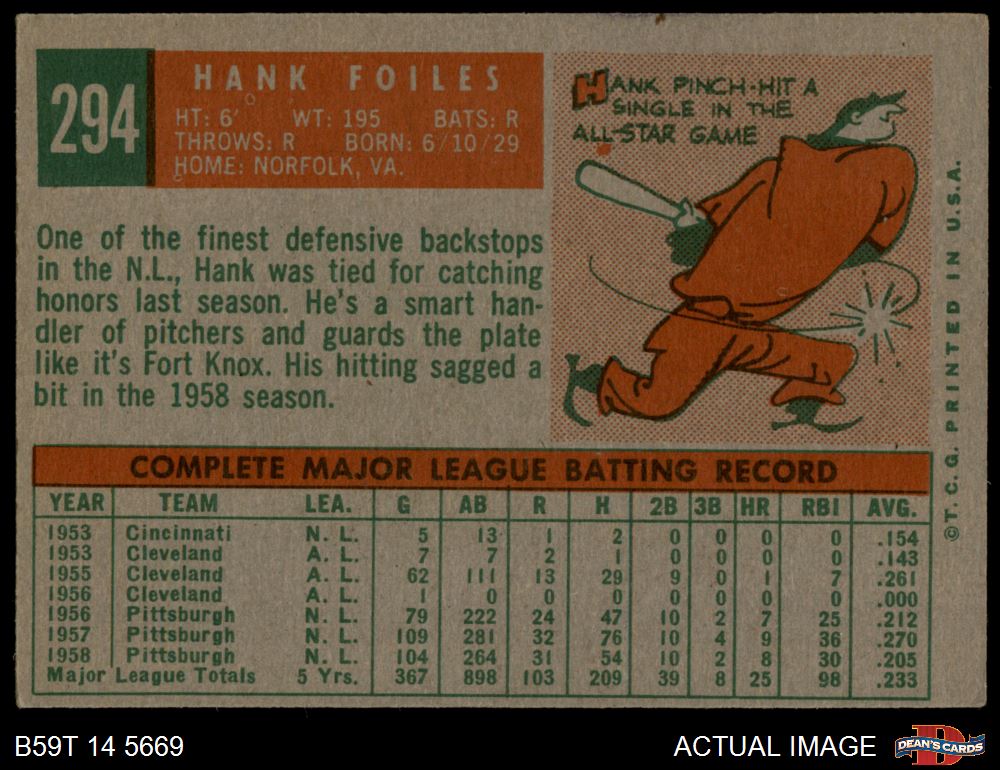 294
HANK FOILES
HT: 6' WT: 195 BATS: R
THROWS: R BORN: 6/10/29
HOME: NORFOLK, VA.
HANK PINCH-HIT A
SINGLE IN THE
ALL-STAR GAME
One of the finest defensive backstops
in the N.L., Hank was tied for catching
honors last season. He's a smart han-
dler of pitchers and guards the plate
like it's Fort Knox. His hitting sagged a
bit in the 1958 season.
COMPLETE MAJOR LEAGUE BATTING RECORD
YEAR TEAM LEA. G AB R H 2B 3B HR RBI AVG.
1953 Cincinnati N. L. 5 13 1 2 0 0 0 0 .154
1953 Cleveland A. L. 7 7 2 1 0 0 0 0 .143
1955 Cleveland A. L. 62 111 13 29 9 0 1 7 .261
1956 Cleveland A. L. 1 0 0 0 0 0 0 0 .000
1956 Pittsburgh N. L. 79 222 24 47 10 2 7 25 .212
1957 Pittsburgh N. L. 109 281 32 76 10 4 9 36 .270
1958 Pittsburgh N. L. 104 264 31 54 10 2 8 30 .205
Major League Totals 5 Yrs. 367 898 103 209 39 8 25 98 .233
©T. C. G. PRINTED IN U.S.A.
B59T 14 5669
ACTUAL IMAGE
DEAN'S CARDS